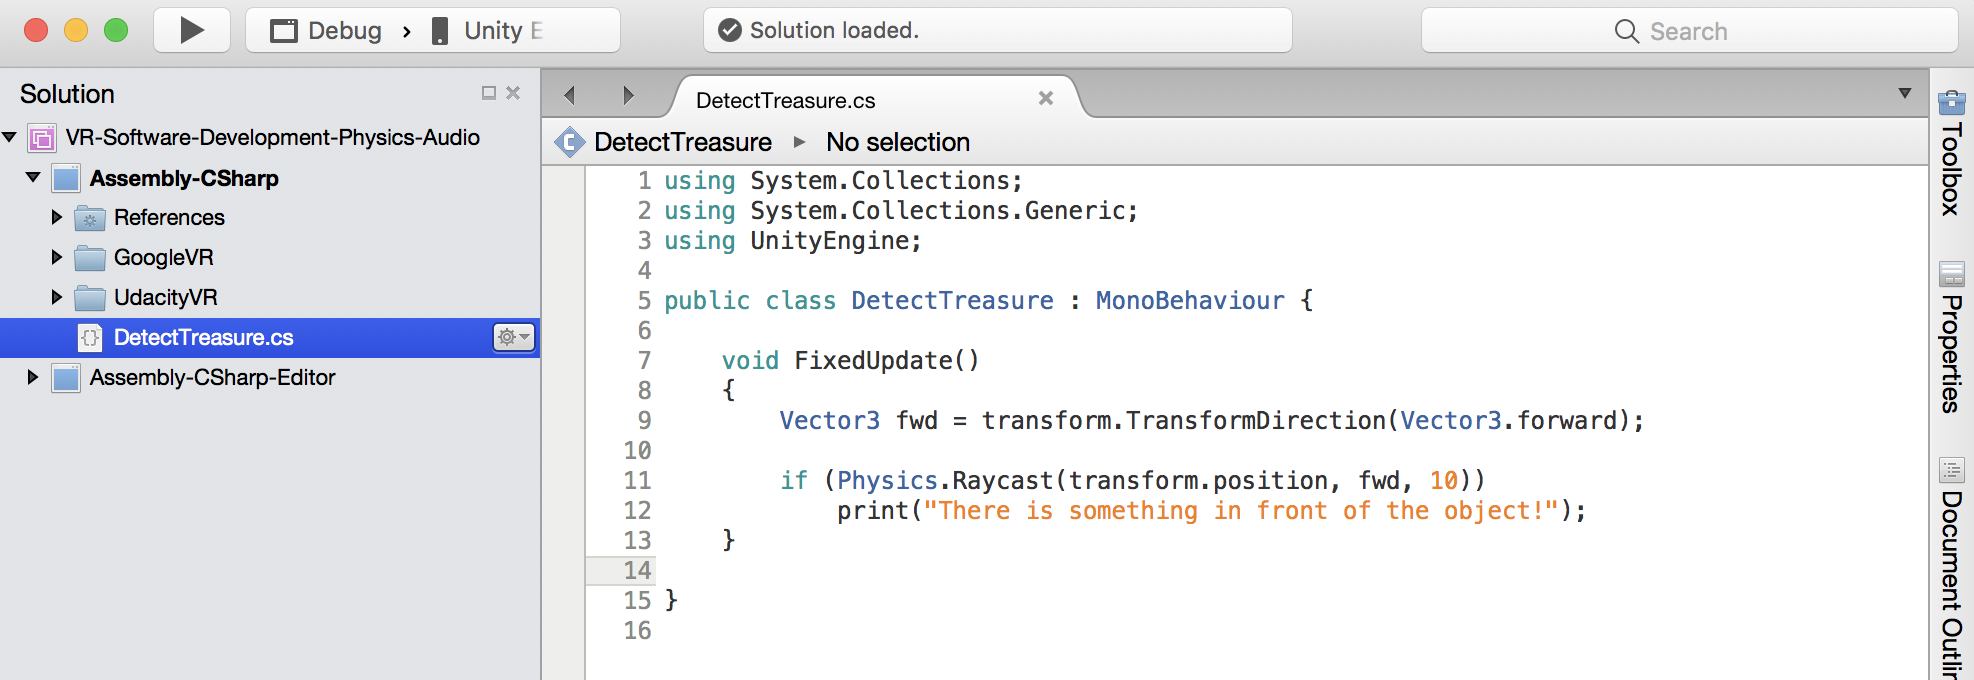 Debug › Unity E
Solution loaded.
Search
Solution
VR-Software-Development-Physics-Audio
Assembly-CSharp
References
GoogleVR
UdacityVR
DetectTreasure.cs
Assembly-CSharp-Editor
DetectTreasure.cs
DetectTreasure ▸ No selection
1 using System.Collections;
2 using System.Collections.Generic;
3 using UnityEngine;
4
5 public class DetectTreasure : MonoBehaviour {
6
7     void FixedUpdate()
8     {
9         Vector3 fwd = transform.TransformDirection(Vector3.forward);
10
11         if (Physics.Raycast(transform.position, fwd, 10))
12             print("There is something in front of the object!");
13     }
14
15 }
16
Toolbox
Properties
Document Outlin